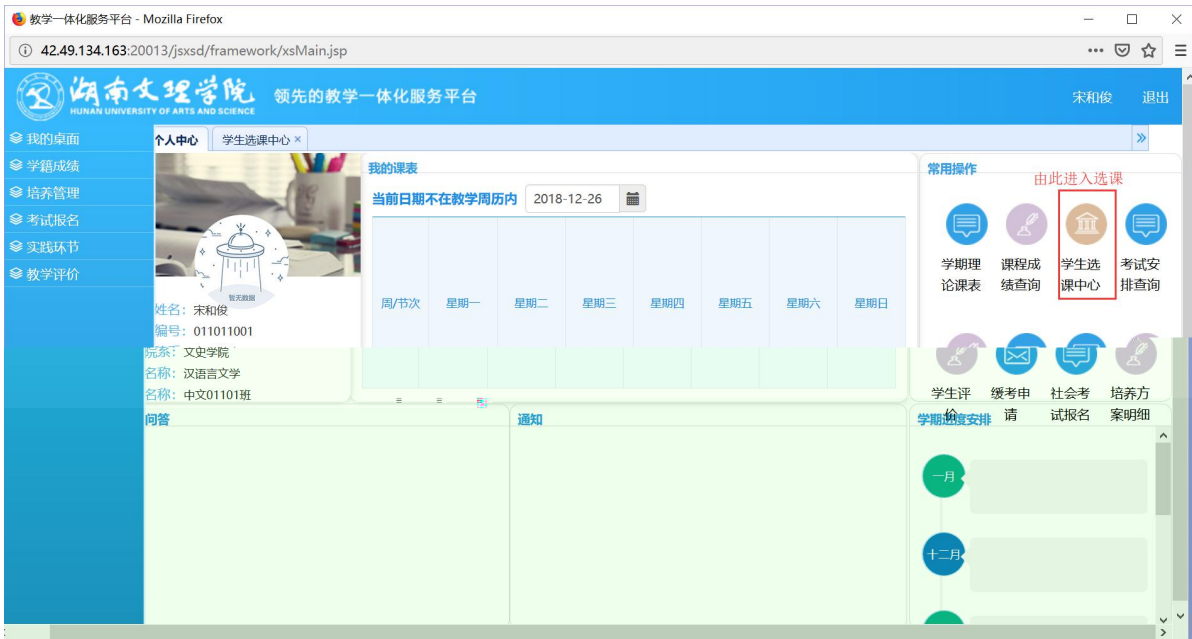 教学一体化服务平台 - Mozilla Firefox
42.49.134.163:20013/jsxsd/framework/xsMain.jsp
湖南文理学院
HUNAN UNIVERSITY OF ARTS AND SCIENCE
领先的教学一体化服务平台
宋和俊 退出
我的桌面
学籍成绩
培养管理
考试报名
实践环节
教学评价
个人中心 学生选课中心 ×
暂无数据
姓名：宋和俊
编号：011011001
院系：文史学院
名称：汉语言文学
名称：中文01101班
我的课表
当前日期不在教学周历内 2018-12-26
周/节次 星期一 星期二 星期三 星期四 星期五 星期六 星期日
常用操作
由此进入选课
学期理论课表
课程成绩查询
学生选课中心
考试安排查询
学生评价
缓考申请
社会考试报名
培养方案明细
问答
通知
学期进度安排
一月
十二月